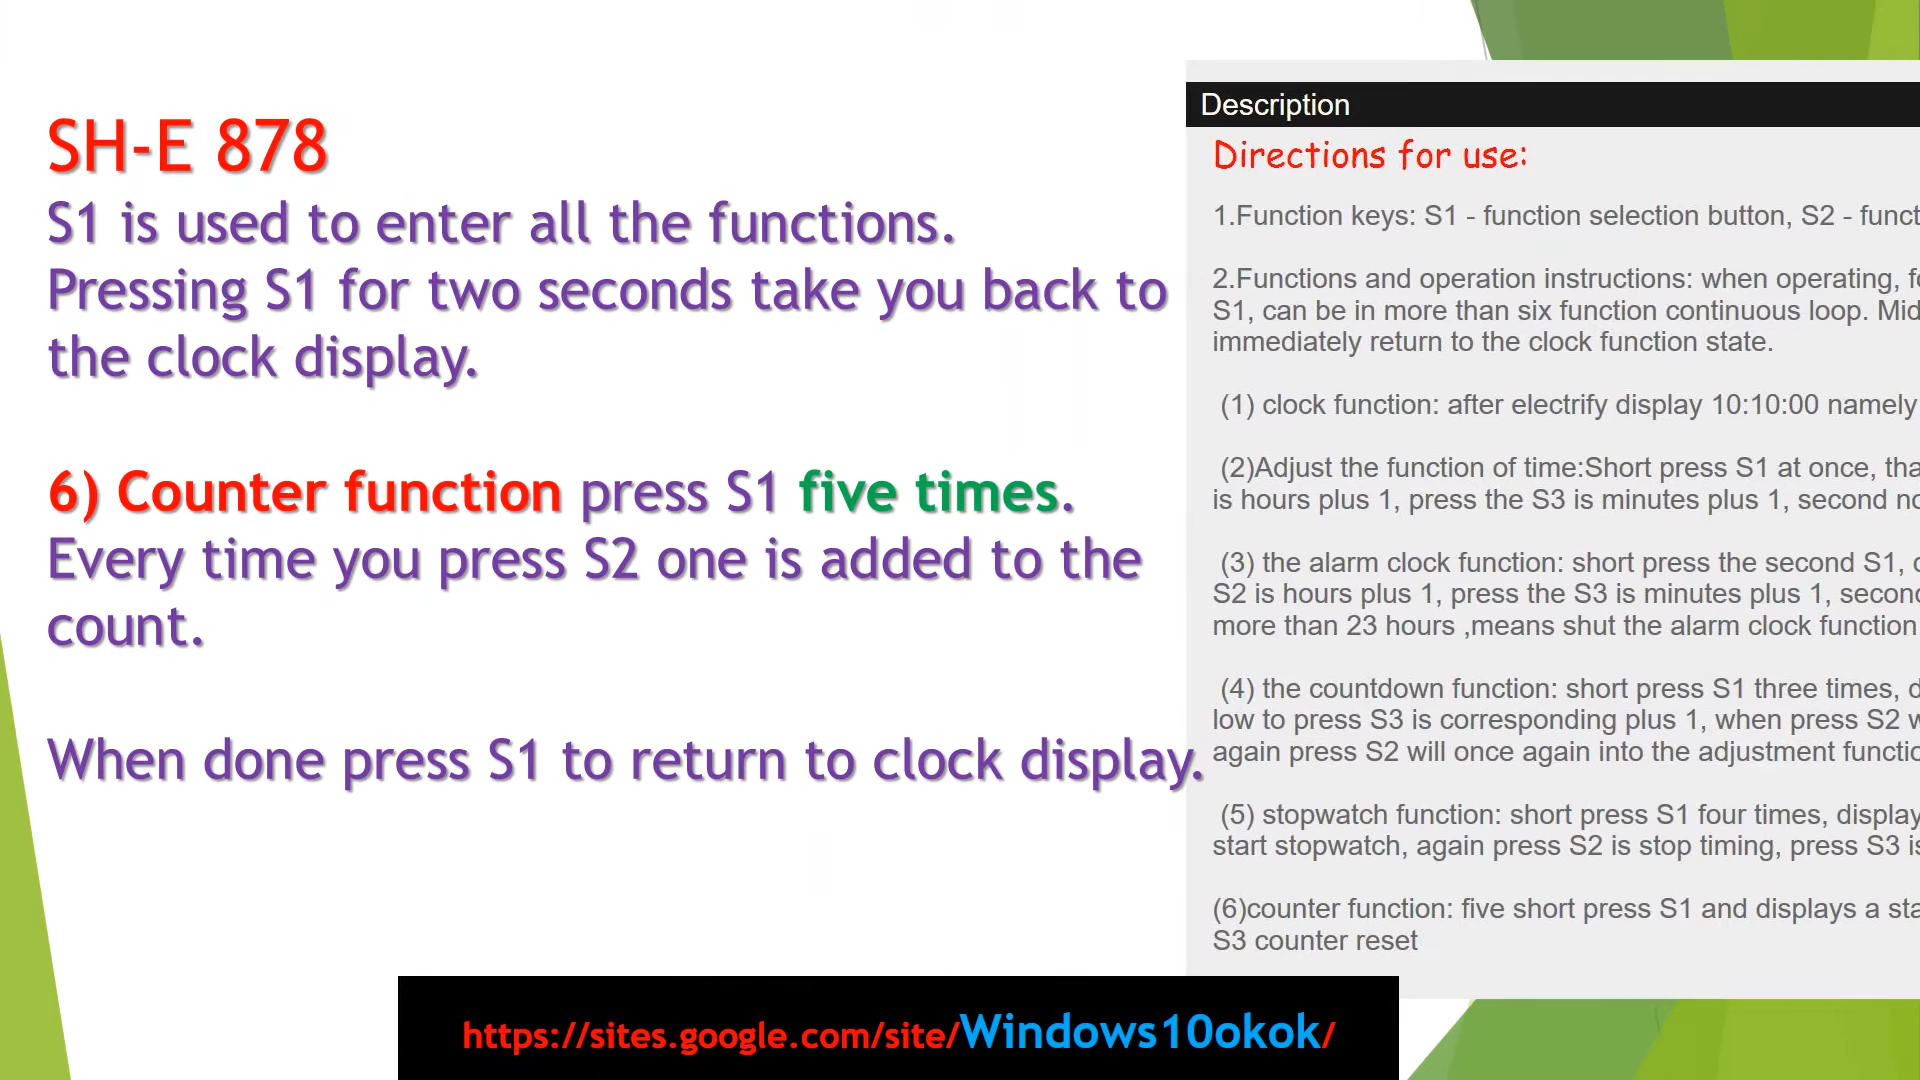 SH-E 878
S1 is used to enter all the functions.
Pressing S1 for two seconds take you back to
the clock display.
6) Counter function press S1 five times.
Every time you press S2 one is added to the
count.
When done press S1 to return to clock display.
Description
Directions for use:
1.Function keys: S1 - function selection button, S2 -
2.Functions and operation instructions: when operating,
S1, can be in more than six function continuous loop.
immediately return to the clock function state.
(1) clock function: after electrify display 10:10:00 namely
(2)Adjust the function of time:Short press S1 at once,
is hours plus 1, press the S3 is minutes plus 1, second
(3) the alarm clock function: short press the second S1,
S2 is hours plus 1, press the S3 is minutes plus 1,
more than 23 hours ,means shut the alarm clock function
(4) the countdown function: short press S1 three times,
low to press S3 is corresponding plus 1, when press S2
again press S2 will once again into the adjustment
(5) stopwatch function: short press S1 four times,
start stopwatch, again press S2 is stop timing, press S3
(6)counter function: five short press S1 and displays a
S3 counter reset
https://sites.google.com/site/Windows10okok/